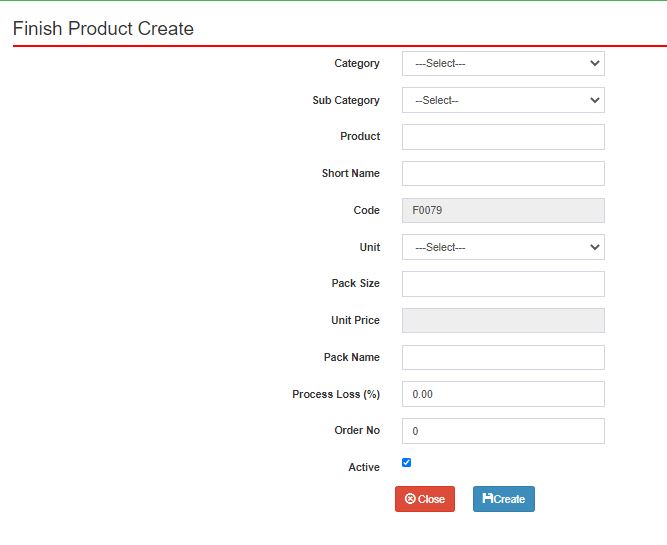 Finish Product Create
Category ---Select---
Sub Category --Select--
Product
Short Name
Code F0079
Unit ---Select---
Pack Size
Unit Price
Pack Name
Process Loss (%) 0.00
Order No 0
Active
Close Create